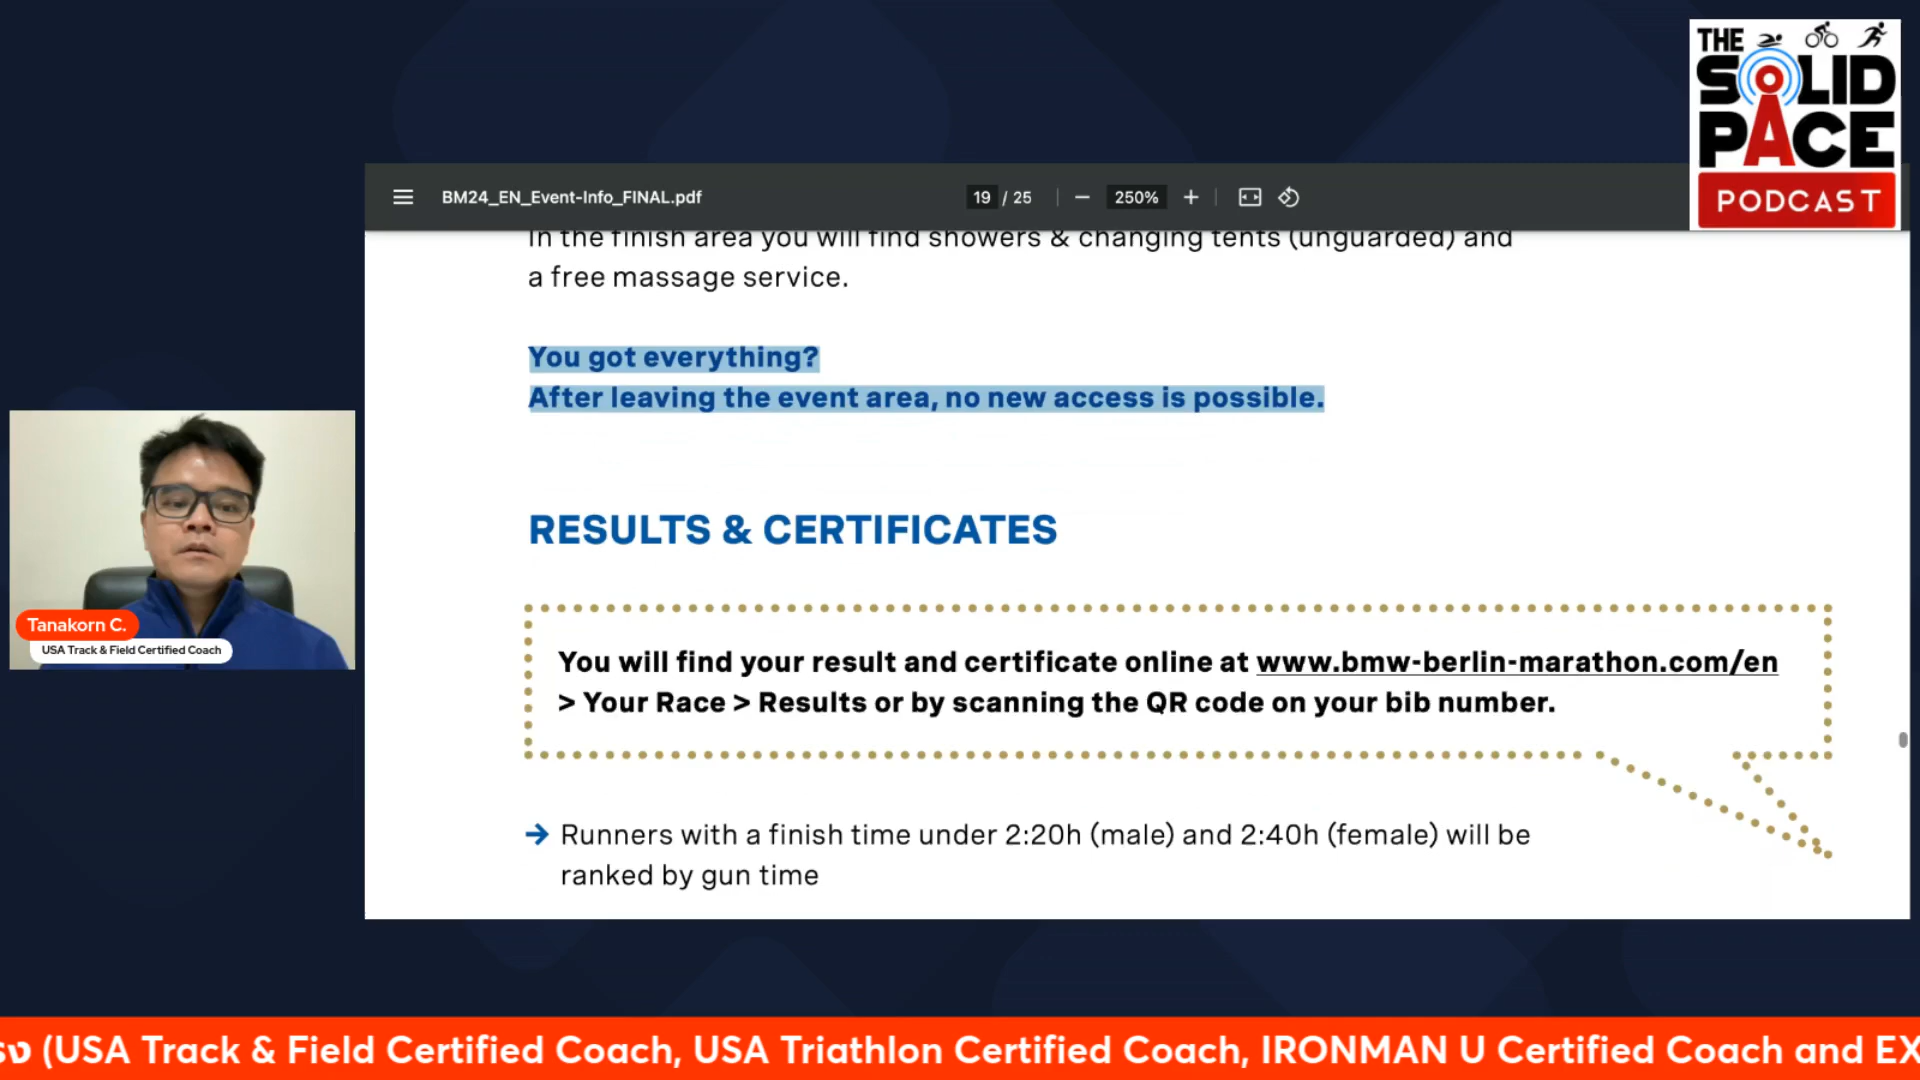 THE
SOLID
PACE
PODCAST
BM24_EN_Event-Info_FINAL.pdf
19 / 25
250%
In the finish area you will find showers & changing tents (unguarded) and
a free massage service.
You got everything?
After leaving the event area, no new access is possible.
RESULTS & CERTIFICATES
You will find your result and certificate online at www.bmw-berlin-marathon.com/en
> Your Race > Results or by scanning the QR code on your bib number.
Runners with a finish time under 2:20h (male) and 2:40h (female) will be
ranked by gun time
Tanakorn C.
USA Track & Field Certified Coach
(USA Track & Field Certified Coach, USA Triathlon Certified Coach, IRONMAN U Certified Coach and EX